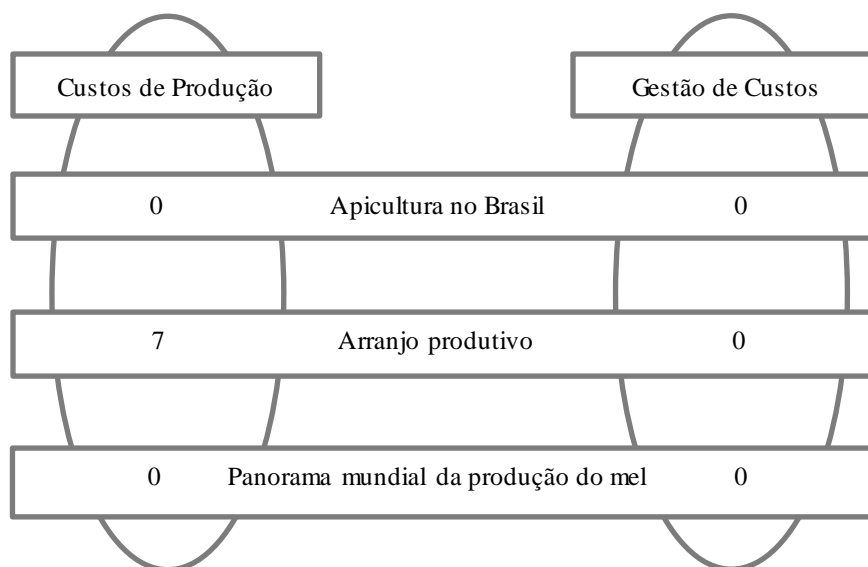 Custos de Produção Gestão de Custos
0 Apicultura no Brasil 0
7 Arranjo produtivo 0
0 Panorama mundial da produção do mel 0